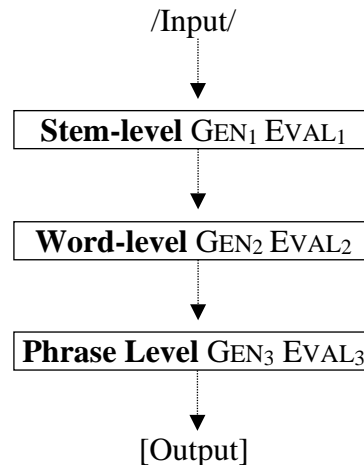 /Input/
Stem-level GEN₁ EVAL₁
Word-level GEN₂ EVAL₂
Phrase Level GEN₃ EVAL₃
[Output]